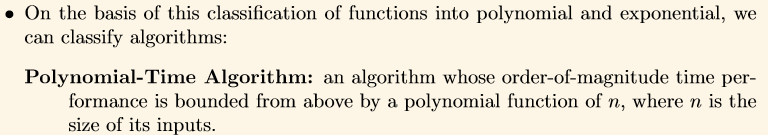 • On the basis of this classification of functions into polynomial and exponential, we
can classify algorithms:
Polynomial-Time Algorithm: an algorithm whose order-of-magnitude time per-
formance is bounded from above by a polynomial function of n, where n is the
size of its inputs.